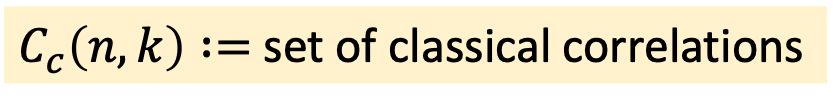 C_c(n, k) := set of classical correlations